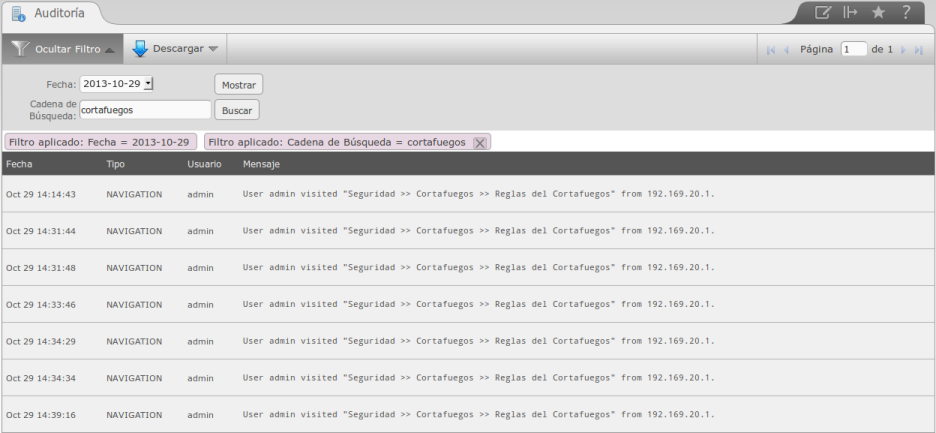 Auditoría
Ocultar Filtro Descargar Página 1 de 1
Fecha: 2013-10-29 Mostrar
Cadena de Búsqueda: cortafuegos Buscar
Filtro aplicado: Fecha = 2013-10-29 Filtro aplicado: Cadena de Búsqueda = cortafuegos X
Fecha Tipo Usuario Mensaje
Oct 29 14:14:43 NAVIGATION admin User admin visited "Seguridad >> Cortafuegos >> Reglas del Cortafuegos" from 192.169.20.1.
Oct 29 14:31:44 NAVIGATION admin User admin visited "Seguridad >> Cortafuegos >> Reglas del Cortafuegos" from 192.169.20.1.
Oct 29 14:31:48 NAVIGATION admin User admin visited "Seguridad >> Cortafuegos >> Reglas del Cortafuegos" from 192.169.20.1.
Oct 29 14:33:46 NAVIGATION admin User admin visited "Seguridad >> Cortafuegos >> Reglas del Cortafuegos" from 192.169.20.1.
Oct 29 14:34:29 NAVIGATION admin User admin visited "Seguridad >> Cortafuegos >> Reglas del Cortafuegos" from 192.169.20.1.
Oct 29 14:34:34 NAVIGATION admin User admin visited "Seguridad >> Cortafuegos >> Reglas del Cortafuegos" from 192.169.20.1.
Oct 29 14:39:16 NAVIGATION admin User admin visited "Seguridad >> Cortafuegos >> Reglas del Cortafuegos" from 192.169.20.1.